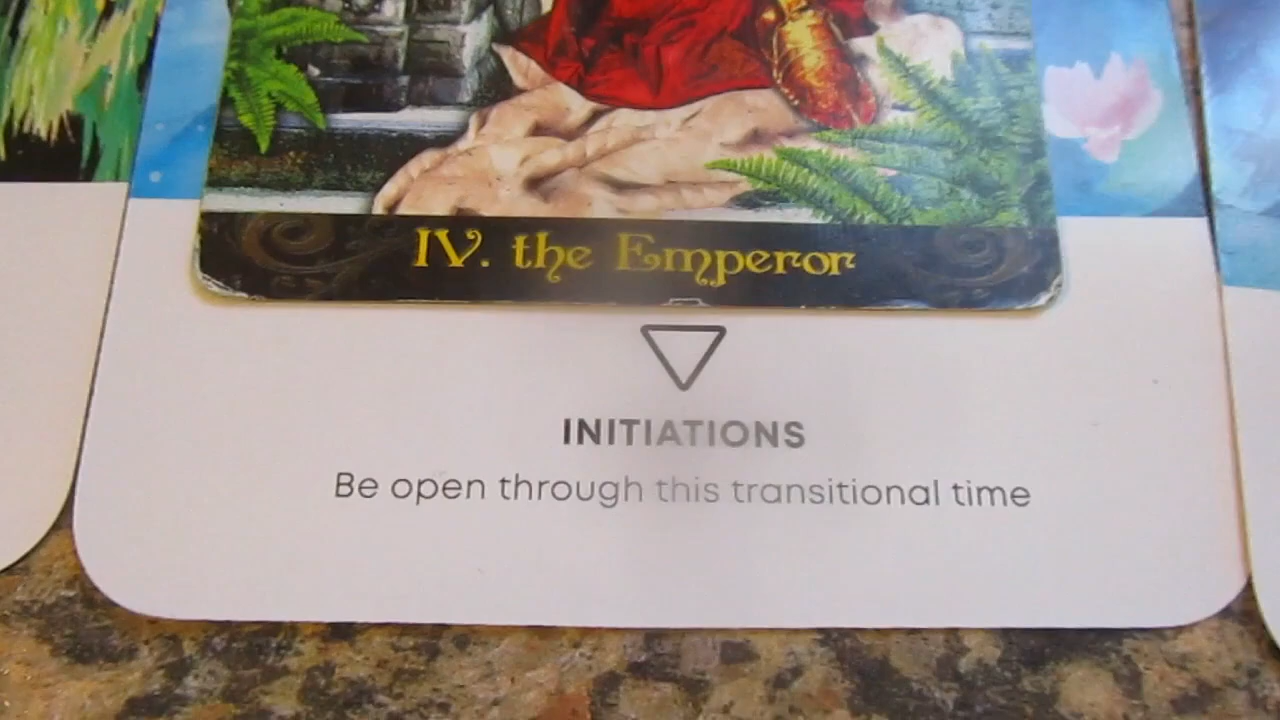 IV. the Emperor
INITIATIONS
Be open through this transitional time